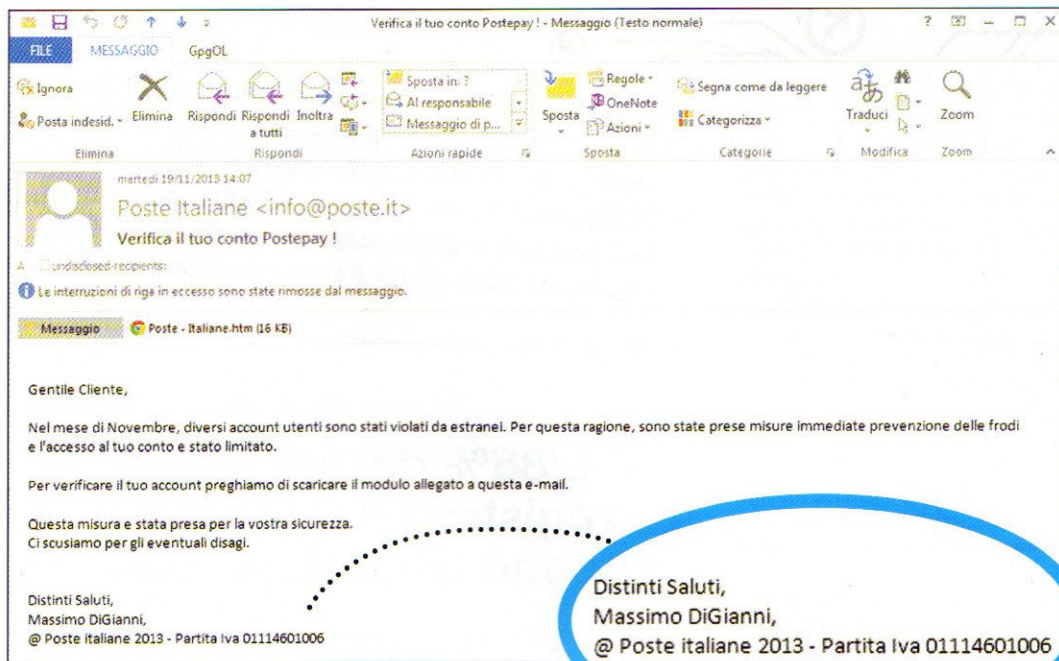 Verifica il tuo conto Postepay ! - Messaggio (Testo normale)
FILE MESSAGGIO GpgOL
Ignora
Posta indesid.
Elimina
Rispondi Rispondi a tutti Inoltra
Sposta in: ?
Al responsabile
Messaggio di p...
Sposta
Regole
OneNote
Azioni
Segna come da leggere
Categorizza
Traduci
Zoom
Elimina Rispondi Azioni rapide Sposta Categorie Modifica Zoom
martedì 19/11/2013 14:07
Poste Italiane <info@poste.it>
Verifica il tuo conto Postepay !
A undisclosed-recipients:
Le interruzioni di riga in eccesso sono state rimosse dal messaggio.
Messaggio Poste - Italiane.htm (16 KB)
Gentile Cliente,
Nel mese di Novembre, diversi account utenti sono stati violati da estranei. Per questa ragione, sono state prese misure immediate prevenzione delle frodi
e l'accesso al tuo conto e stato limitato.
Per verificare il tuo account preghiamo di scaricare il modulo allegato a questa e-mail.
Questa misura e stata presa per la vostra sicurezza.
Ci scusiamo per gli eventuali disagi.
Distinti Saluti,
Massimo DiGianni,
@ Poste italiane 2013 - Partita Iva 01114601006
Distinti Saluti,
Massimo DiGianni,
@ Poste italiane 2013 - Partita Iva 01114601006